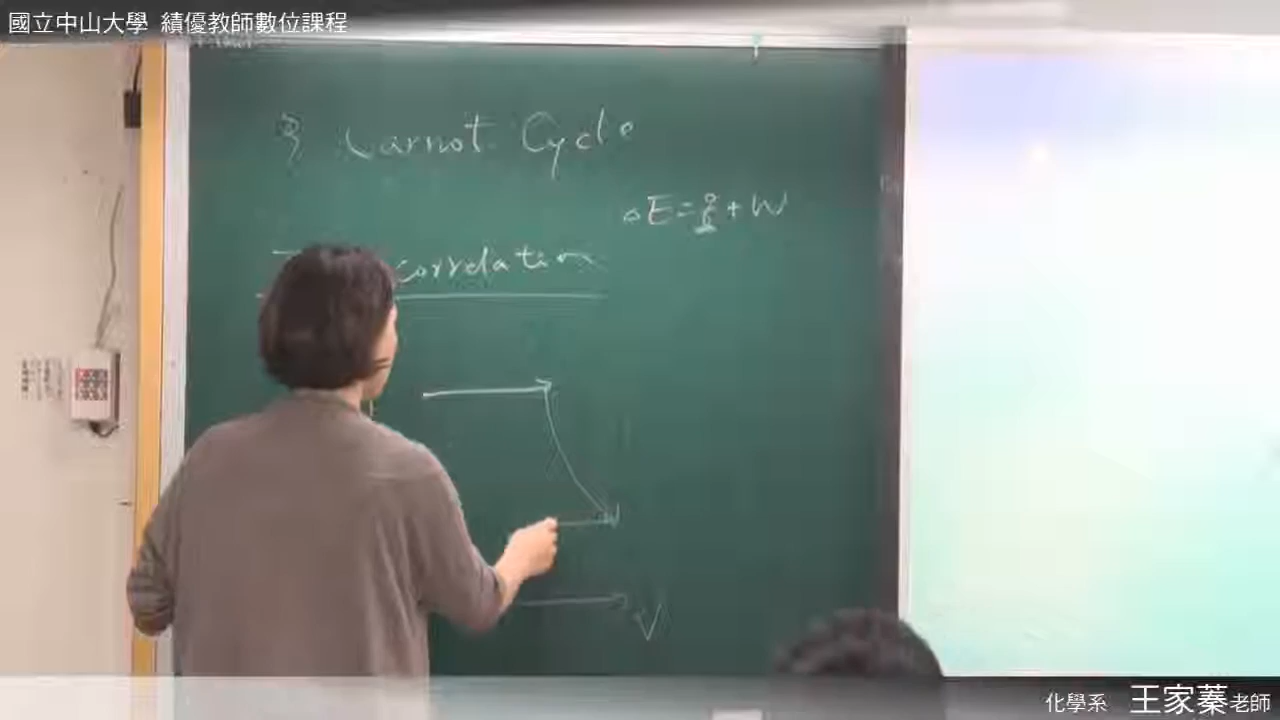 國立中山大學 績優教師數位課程
Carnot Cycle
ΔE=q+W
correlation
V
化學系 王家蓁老師